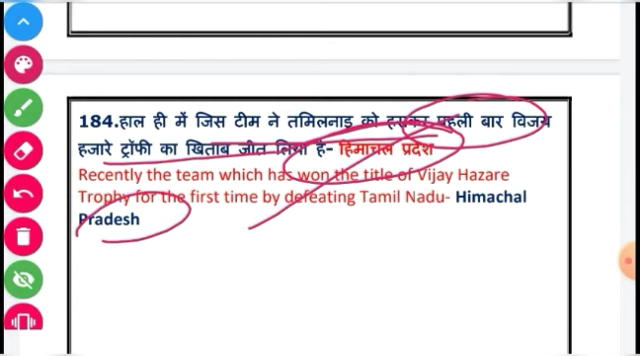 184.हाल ही में जिस टीम ने तमिलनाडु को हराकर पहली बार विजय
हजारे ट्रॉफी का खिताब जीत लिया है- हिमाचल प्रदेश
Recently the team which has won the title of Vijay Hazare
Trophy for the first time by defeating Tamil Nadu- Himachal
Pradesh